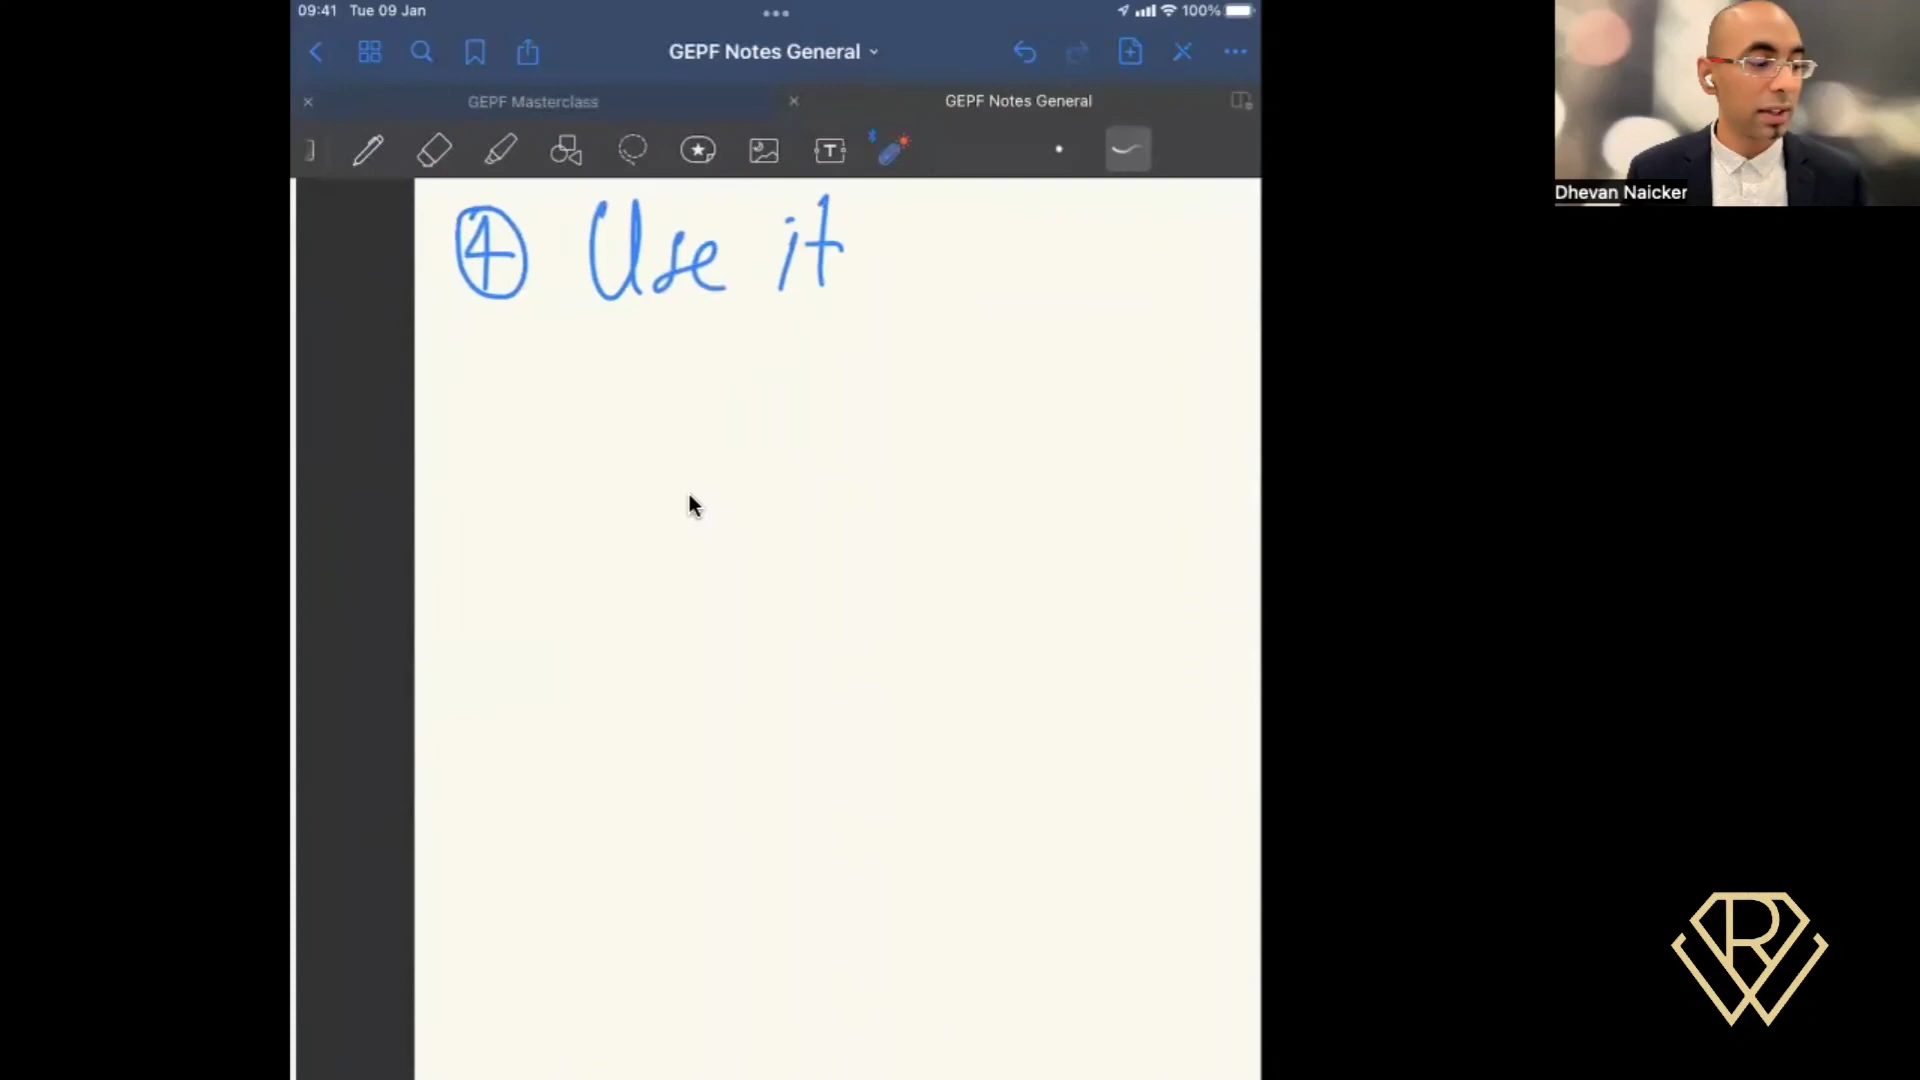 09:41 Tue 09 Jan 100%
GEPF Notes General
GEPF Masterclass GEPF Notes General
T
④ Use it
Dhevan Naicker
RW